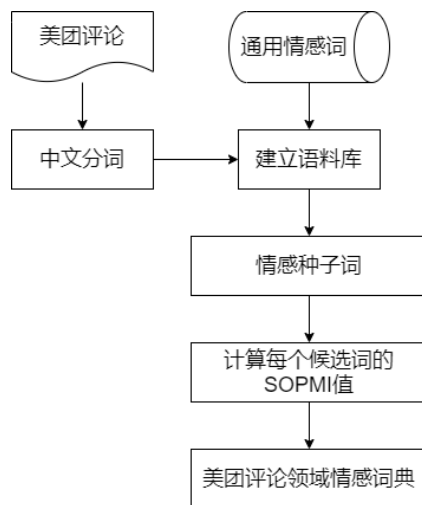 美团评论
通用情感词
中文分词
建立语料库
情感种子词
计算每个候选词的
SOPMI值
美团评论领域情感词典